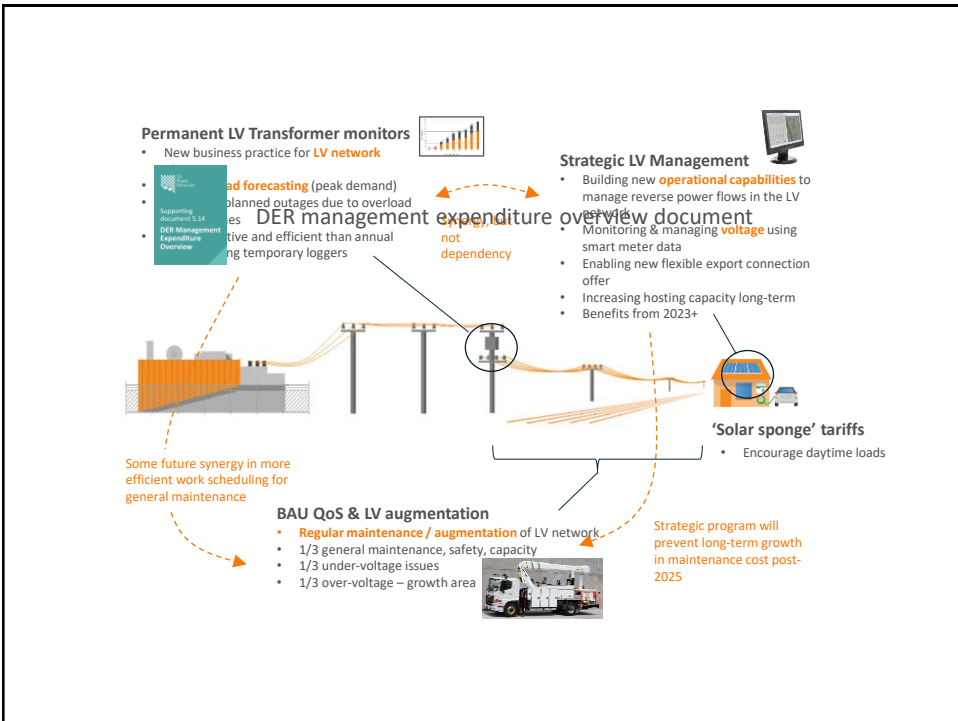 Permanent LV Transformer monitors
• New business practice for LV network
ad forecasting (peak demand)
planned outages due to overload
nes
tive and efficient than annual
ng temporary loggers
Supporting
document 5.14
DER Management
Expenditure
Overview
DER management expenditure overview document
Synergy, but
not
dependency
Strategic LV Management
• Building new operational capabilities to
manage reverse power flows in the LV
network
• Monitoring & managing voltage using
smart meter data
• Enabling new flexible export connection
offer
• Increasing hosting capacity long-term
• Benefits from 2023+
‘Solar sponge’ tariffs
• Encourage daytime loads
Some future synergy in more
efficient work scheduling for
general maintenance
BAU QoS & LV augmentation
• Regular maintenance / augmentation of LV network
• 1/3 general maintenance, safety, capacity
• 1/3 under-voltage issues
• 1/3 over-voltage – growth area
Strategic program will
prevent long-term growth
in maintenance cost post-
2025